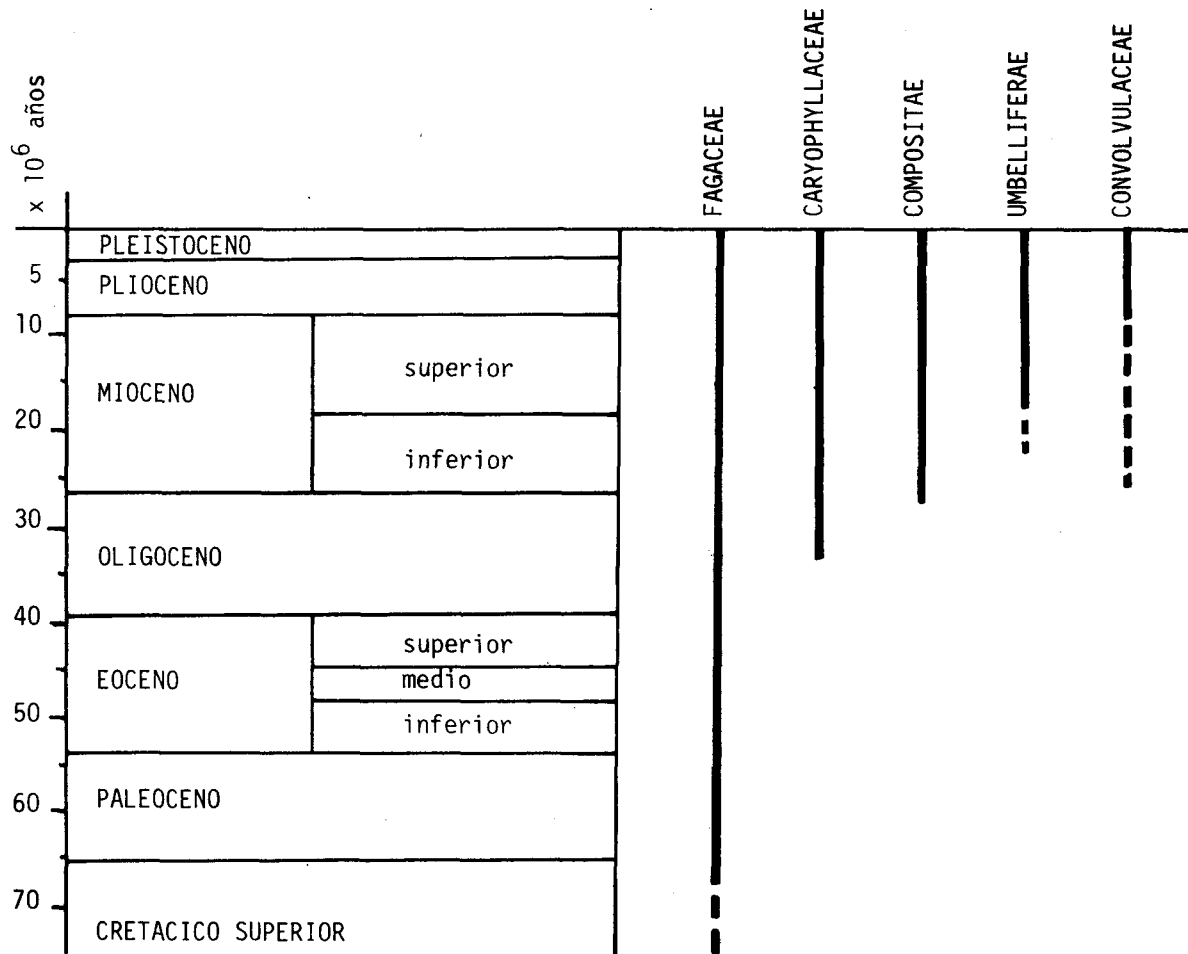 x 10⁶ años
FAGACEAE
CARYOPHYLLACEAE
COMPOSITAE
UMBELLIFERAE
CONVOLVULACEAE
PLEISTOCENO
5
PLIOCENO
10
MIOCENO
superior
20
inferior
30
OLIGOCENO
40
EOCENO
superior
medio
inferior
50
PALEOCENO
60
70
CRETACICO SUPERIOR